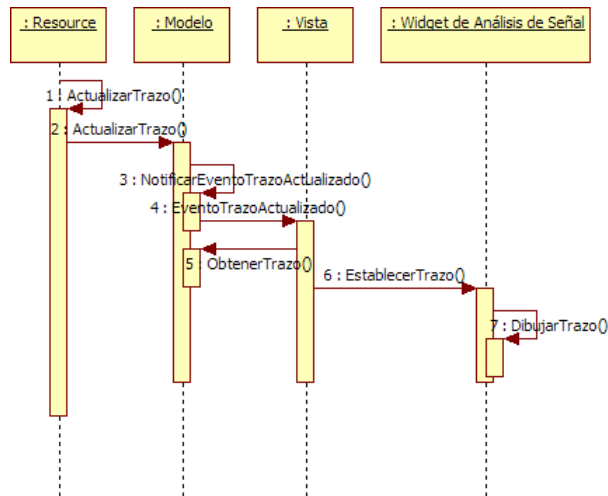 : Resource
: Modelo
: Vista
: Widget de Análisis de Señal
1 : ActualizarTrazo()
2 : ActualizarTrazo()
3 : NotificarEventoTrazoActualizado()
4 : EventoTrazoActualizado()
5 : ObtenerTrazo()
6 : EstablecerTrazo()
7 : DibujarTrazo()